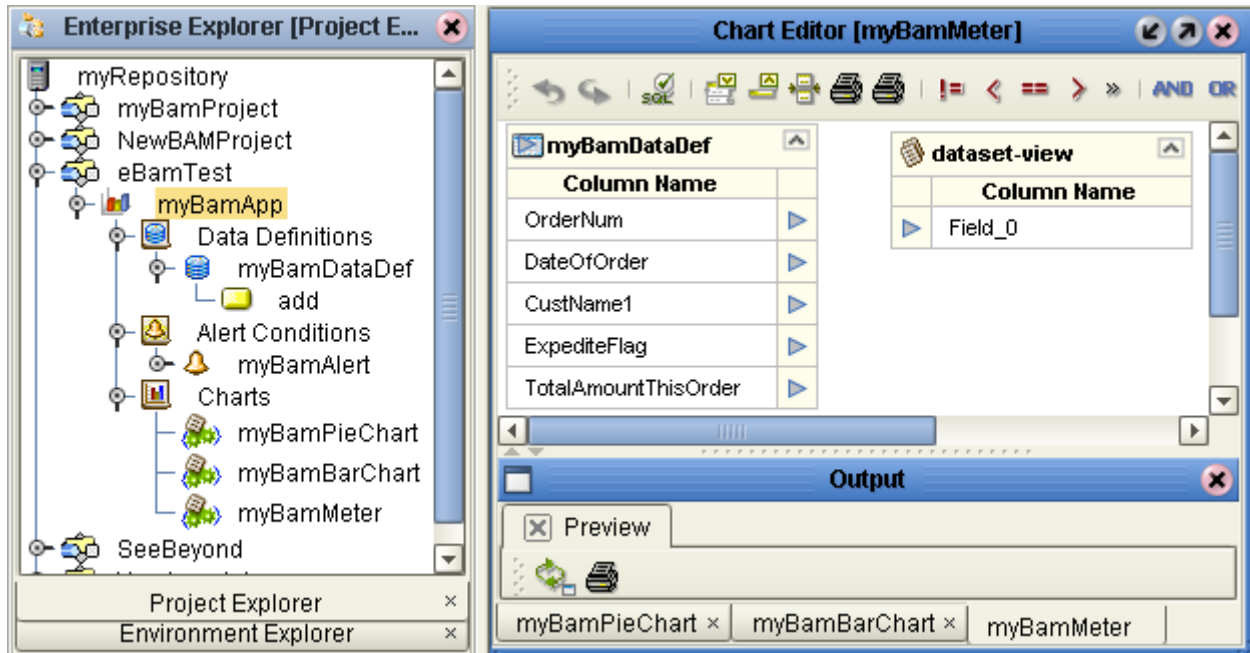 Enterprise Explorer [Project E...
myRepository
myBamProject
NewBAMProject
eBamTest
myBamApp
Data Definitions
myBamDataDef
add
Alert Conditions
myBamAlert
Charts
myBamPieChart
myBamBarChart
myBamMeter
SeeBeyond
Project Explorer ×
Environment Explorer ×
Chart Editor [myBamMeter]
SQL != < == > » AND OR
myBamDataDef
Column Name
OrderNum
DateOfOrder
CustName1
ExpediteFlag
TotalAmountThisOrder
dataset-view
Column Name
Field_0
Output
Preview
myBamPieChart × myBamBarChart × myBamMeter